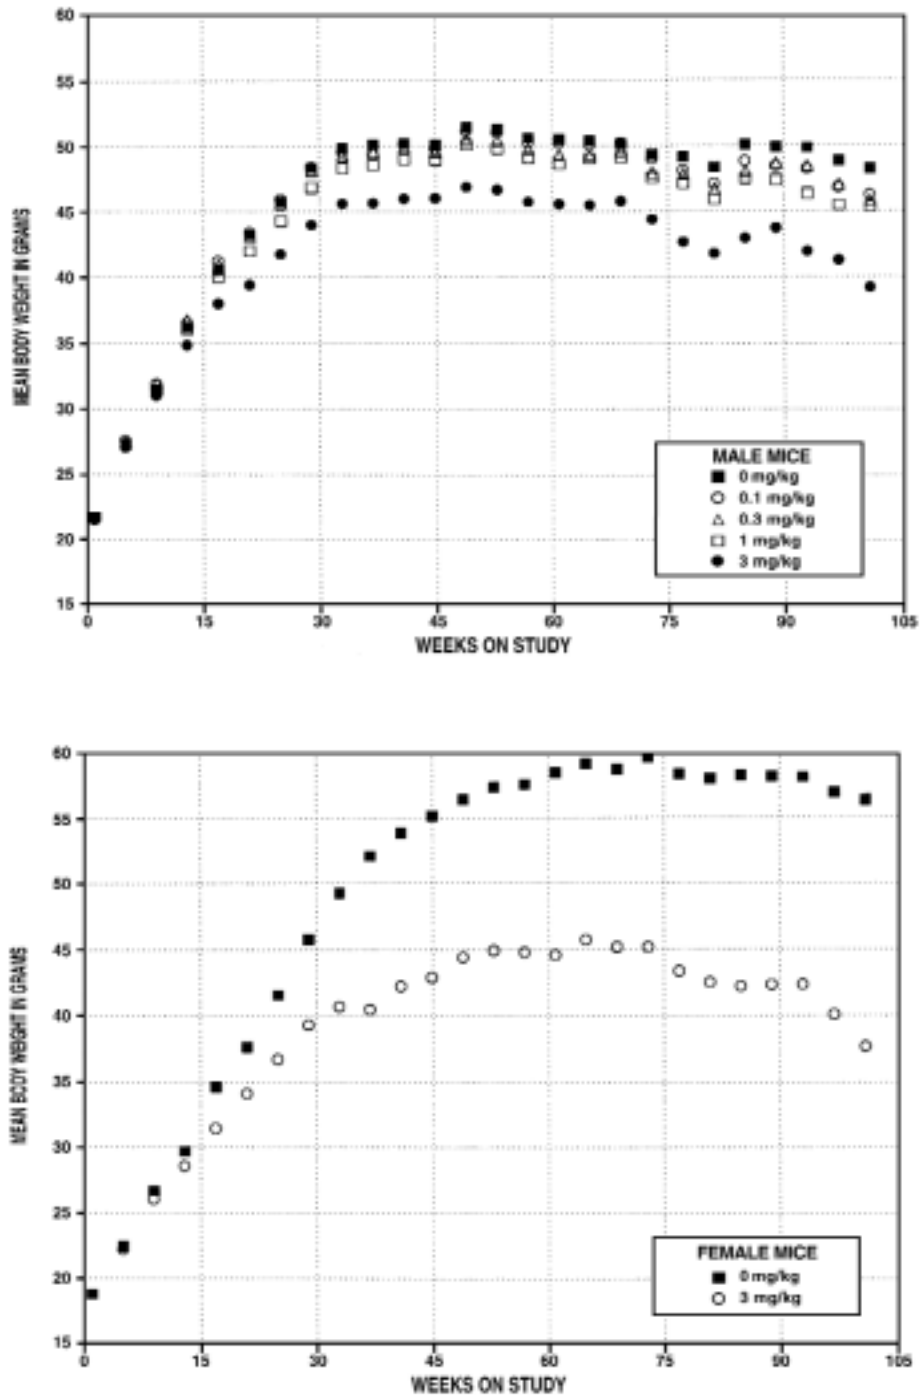 60
55
50
45
40
35
30
25
20
15
MEAN BODY WEIGHT IN GRAMS
MALE MICE
0 mg/kg
0.1 mg/kg
0.3 mg/kg
1 mg/kg
3 mg/kg
0 15 30 45 60 75 90 105
WEEKS ON STUDY
60
55
50
45
40
35
30
25
20
15
MEAN BODY WEIGHT IN GRAMS
FEMALE MICE
0 mg/kg
3 mg/kg
0 15 30 45 60 75 90 105
WEEKS ON STUDY